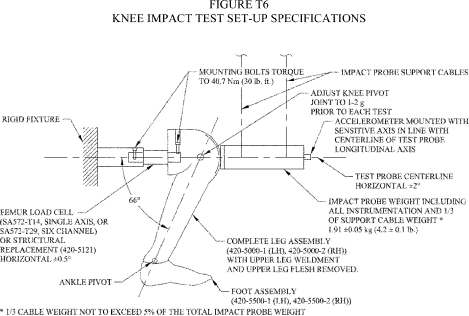 FIGURE T6
KNEE IMPACT TEST SET-UP SPECIFICATIONS
MOUNTING BOLTS TORQUE
TO 40.7 Nm (30 lb. ft.)
IMPACT PROBE SUPPORT CABLES
ADJUST KNEE PIVOT
JOINT TO 1-2 g
PRIOR TO EACH TEST
RIGID FIXTURE
ACCELEROMETER MOUNTED WITH
SENSITIVE AXIS IN LINE WITH
CENTERLINE OF TEST PROBE
LONGITUDINAL AXIS
TEST PROBE CENTERLINE
HORIZONTAL ±2°
66°
IMPACT PROBE WEIGHT INCLUDING
ALL INSTRUMENTATION AND 1/3
OF SUPPORT CABLE WEIGHT *
1.91 ±0.05 kg (4.2 ± 0.1 lb.)
FEMUR LOAD CELL
(SA572-T14, SINGLE AXIS, OR
SA572-T29, SIX CHANNEL)
OR STRUCTURAL
REPLACEMENT (420-5121)
HORIZONTAL ±0.5°
COMPLETE LEG ASSEMBLY
(420-5000-1 (LH), 420-5000-2 (RH))
WITH UPPER LEG WELDMENT
AND UPPER LEG FLESH REMOVED.
ANKLE PIVOT
FOOT ASSEMBLY
(420-5500-1 (LH), 420-5500-2 (RH))
* 1/3 CABLE WEIGHT NOT TO EXCEED 5% OF THE TOTAL IMPACT PROBE WEIGHT